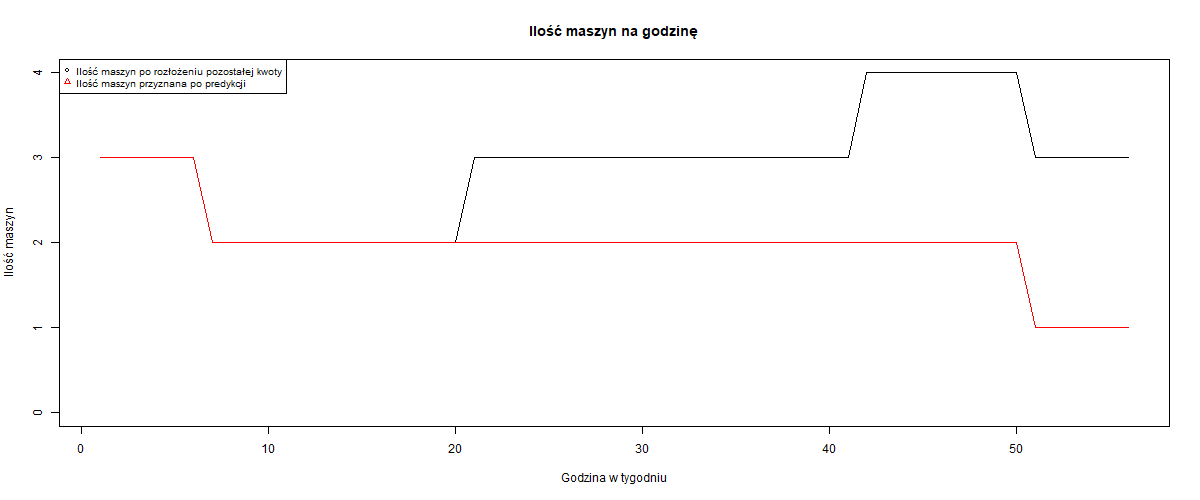 Ilość maszyn na godzinę
Ilość maszyn po rozłożeniu pozostałej kwoty
Ilość maszyn przyznana po predykcji
Ilość maszyn
4
3
2
1
0
0 10 20 30 40 50
Godzina w tygodniu